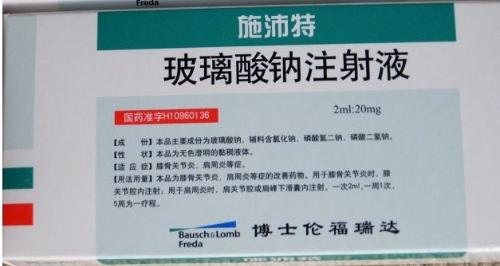 Freda
施沛特
玻璃酸钠注射液
2ml:20mg
国药准字H10960136
【成 份】本品主要成份为玻璃酸钠，辅料含氯化钠、磷酸氢二钠、磷酸二氢钠。
【性 状】本品为无色澄明的黏稠液体。
【适 应 症】膝骨关节炎，肩周炎等症。
【用法用量】本品为膝骨关节炎、肩周炎等症的改善药物。用于膝骨关节炎时，膝
关节腔内注射；用于肩周炎时，肩关节腔或肩峰下滑囊内注射。一次2ml，一周1次，
5周为一疗程。
Bausch & Lomb
Freda
博士伦福瑞达